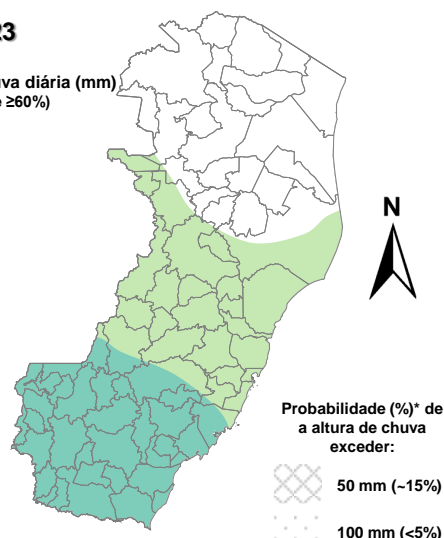 23
uva diária (mm)
e ≥60%)
N
Probabilidade (%)* de
a altura de chuva
exceder:
50 mm (~15%)
100 mm (<5%)